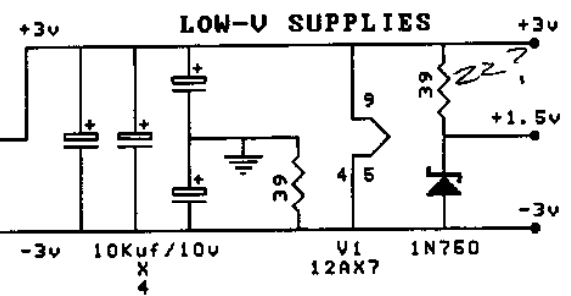 LOW-V SUPPLIES
+3v
+3v
+
+
+
+
39
22?
9
+1.5v
39
4 5
-3v
-3v
10Kuf/10v
X
4
V1
12AX7
1N760